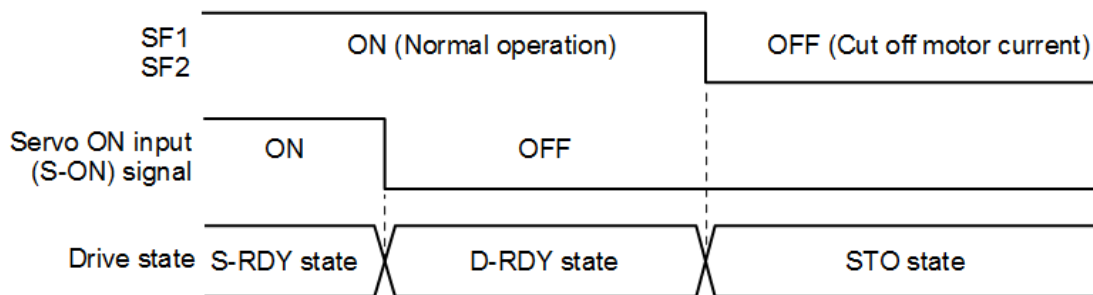 SF1
SF2
ON (Normal operation)
OFF (Cut off motor current)
Servo ON input
(S-ON) signal
ON
OFF
Drive state
S-RDY state
D-RDY state
STO state